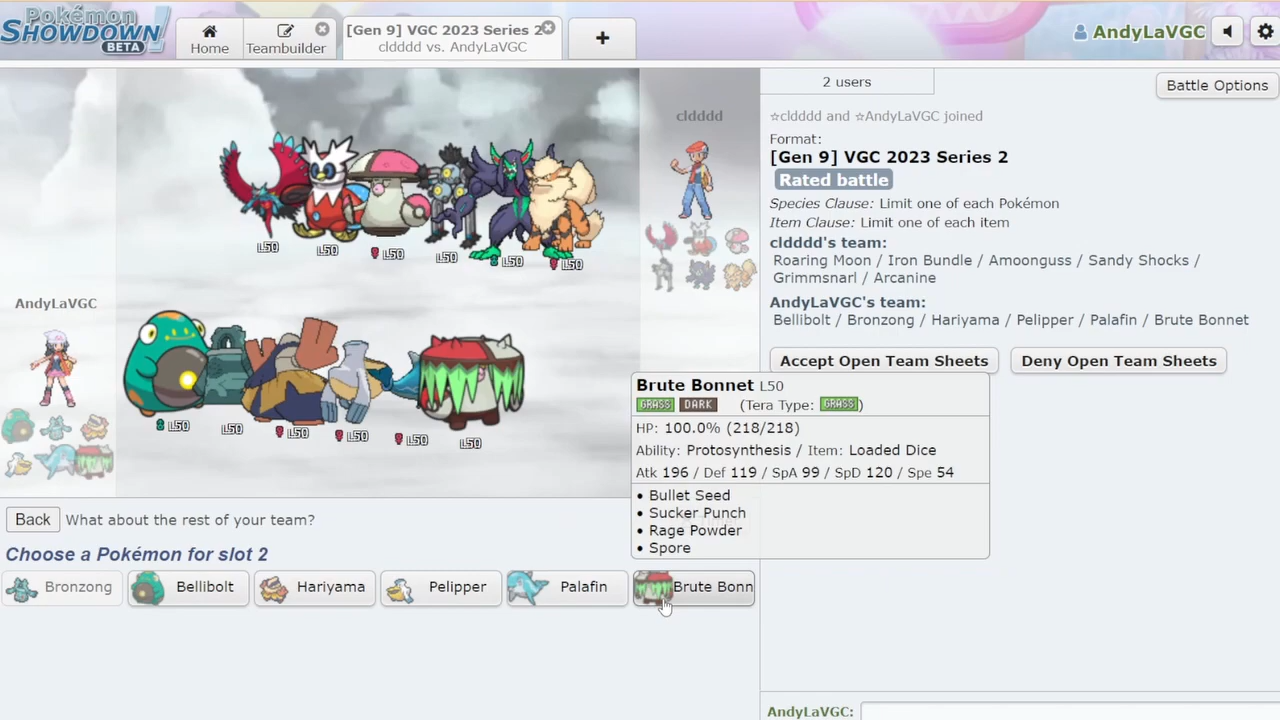 Pokémon
SHOWDOWN!
BETA
Home
Teambuilder
[Gen 9] VGC 2023 Series 2
cldddd vs. AndyLaVGC
+
AndyLaVGC
2 users
Battle Options
cldddd
L50
L50
L50
L50
L50
L50
AndyLaVGC
L50
L50
L50
L50
L50
L50
☆cldddd and ☆AndyLaVGC joined
Format:
[Gen 9] VGC 2023 Series 2
Rated battle
Species Clause: Limit one of each Pokémon
Item Clause: Limit one of each item
cldddd's team:
Roaring Moon / Iron Bundle / Amoonguss / Sandy Shocks /
Grimmsnarl / Arcanine
AndyLaVGC's team:
Bellibolt / Bronzong / Hariyama / Pelipper / Palafin / Brute Bonnet
Accept Open Team Sheets
Deny Open Team Sheets
Brute Bonnet L50
GRASS DARK (Tera Type: GRASS)
HP: 100.0% (218/218)
Ability: Protosynthesis / Item: Loaded Dice
Atk 196 / Def 119 / SpA 99 / SpD 120 / Spe 54
• Bullet Seed
• Sucker Punch
• Rage Powder
• Spore
Back What about the rest of your team?
Choose a Pokémon for slot 2
Bronzong
Bellibolt
Hariyama
Pelipper
Palafin
Brute Bonn
AndyLaVGC: